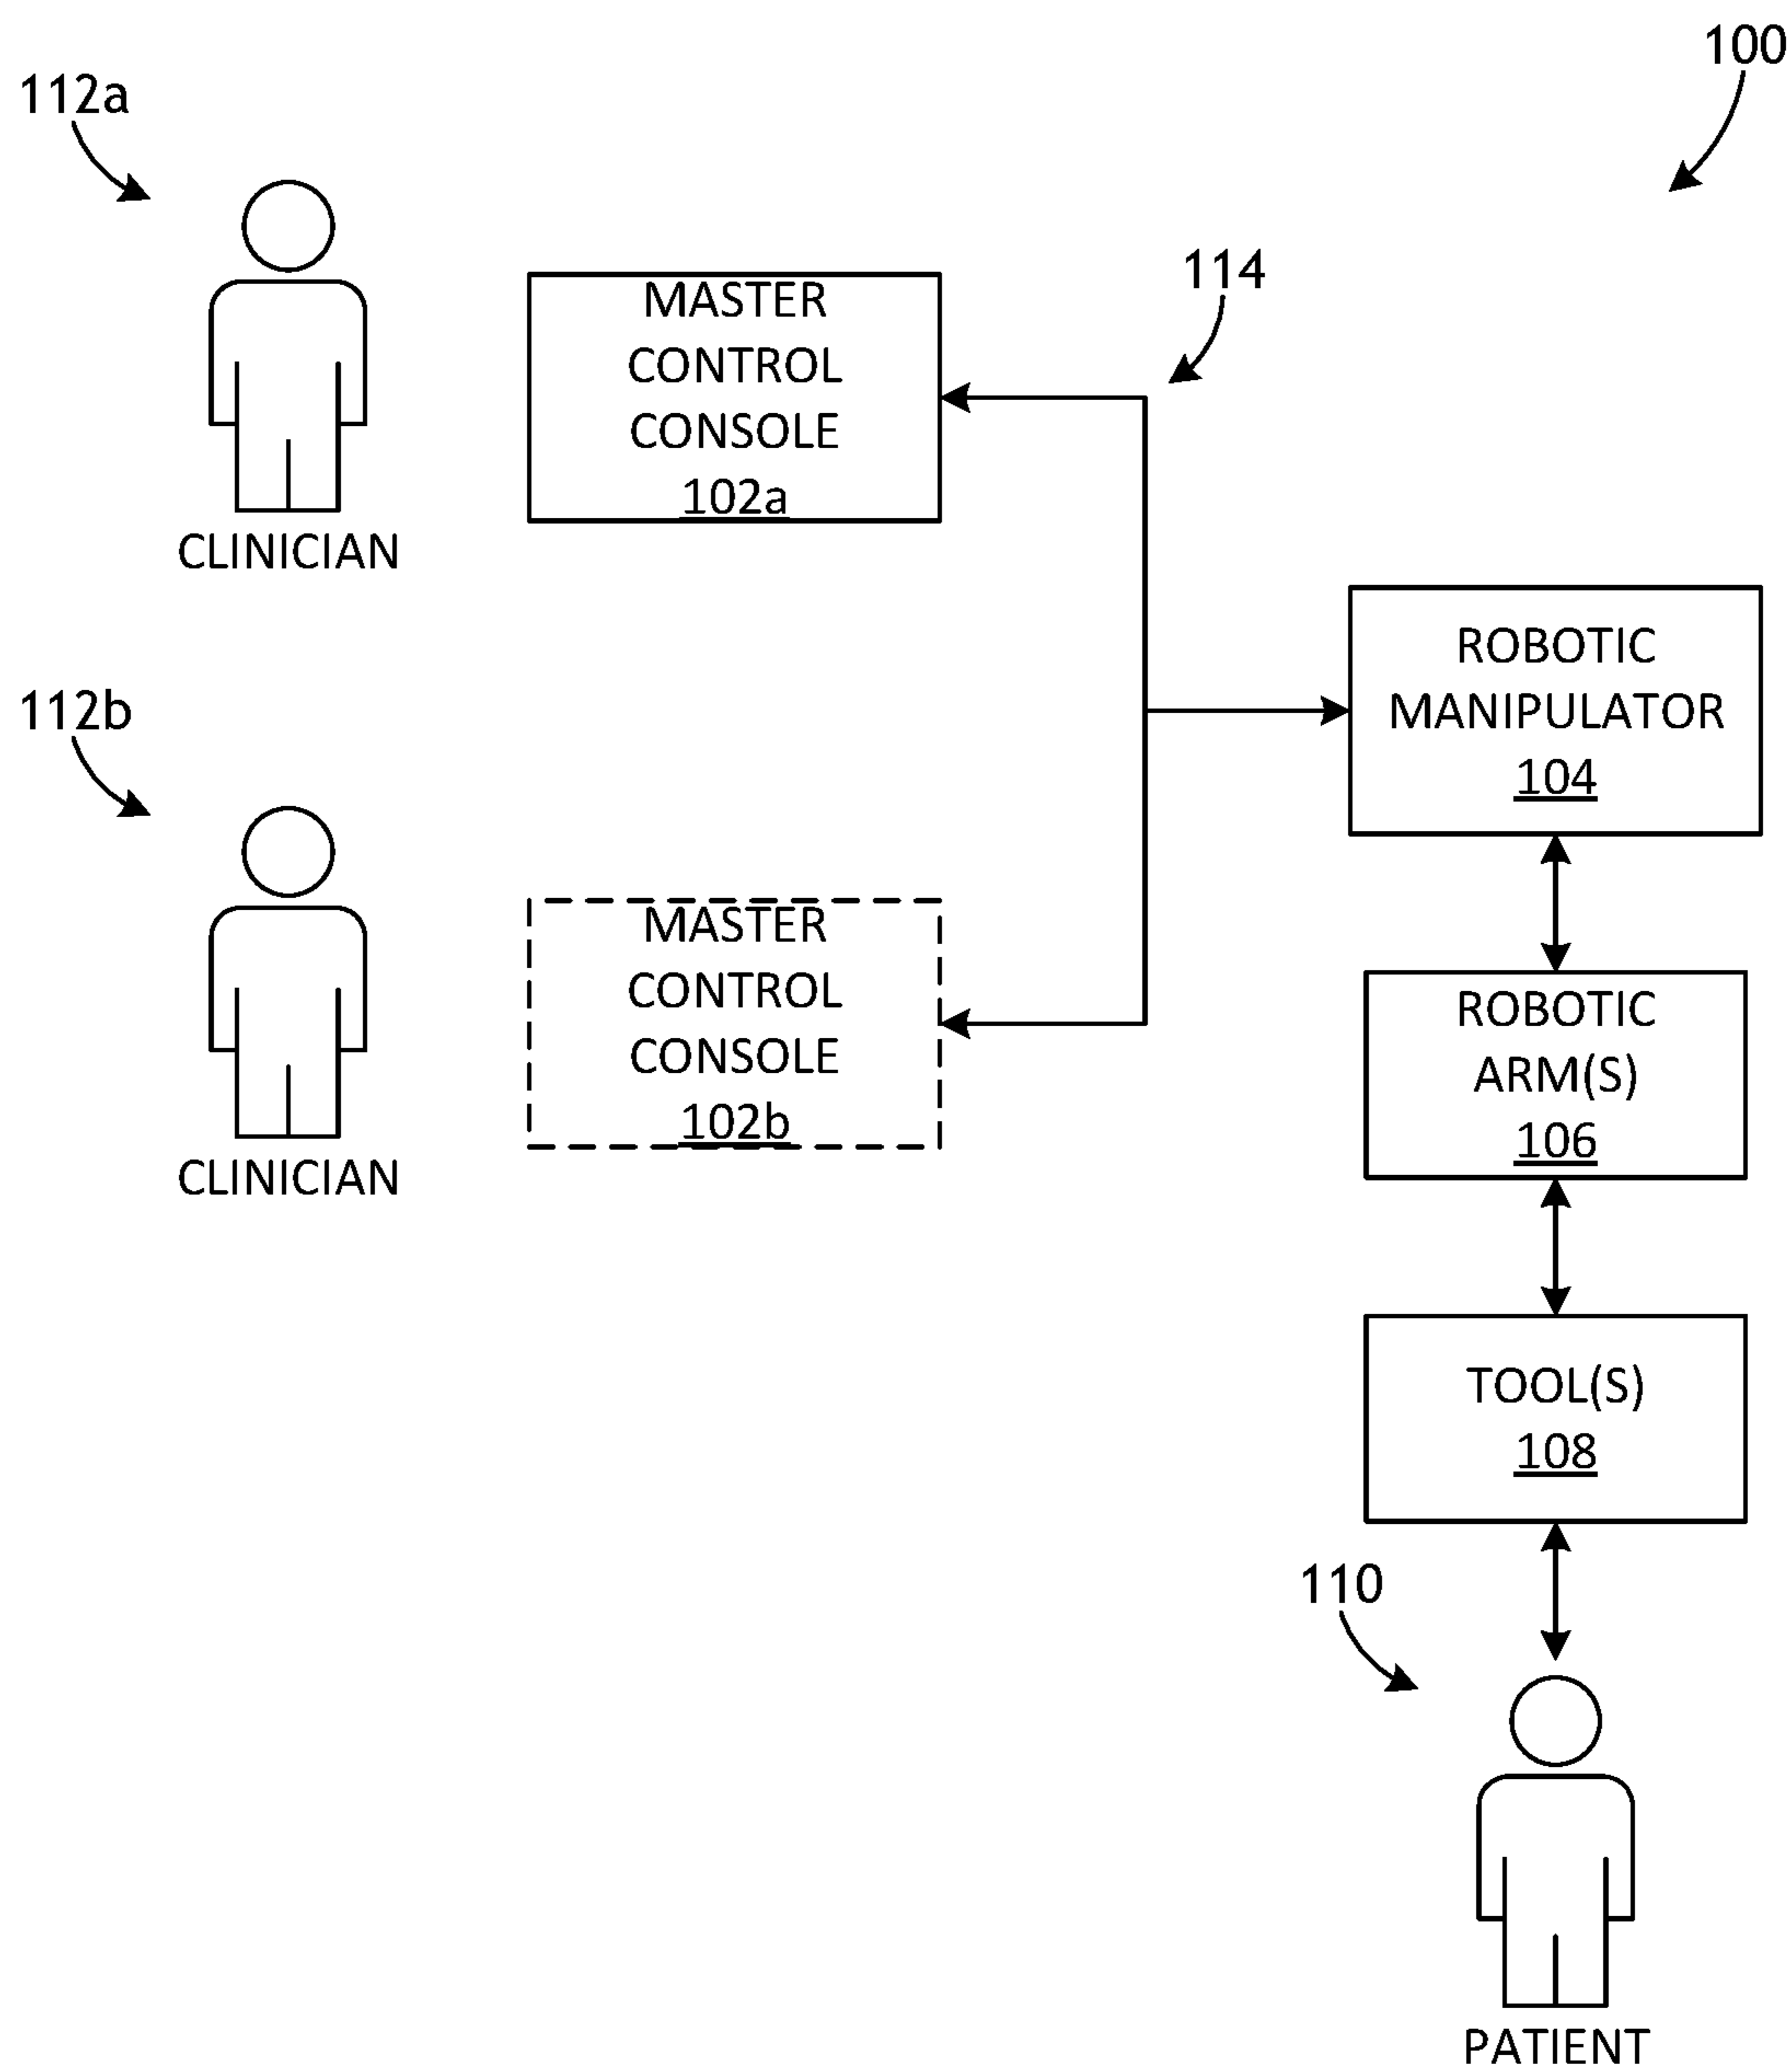 100
112a
114
MASTER
CONTROL
CONSOLE
102a
CLINICIAN
ROBOTIC
MANIPULATOR
104
112b
MASTER
CONTROL
CONSOLE
102b
CLINICIAN
ROBOTIC
ARM(S)
106
TOOL(S)
108
110
PATIENT